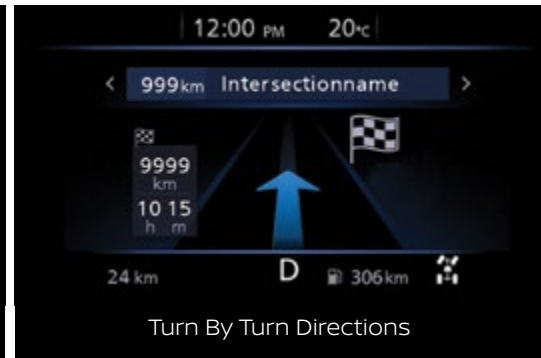 12:00 PM 20°c
< 999km Intersectionname >
9999
km
10 15
h m
24 km D 306km
Turn By Turn Directions